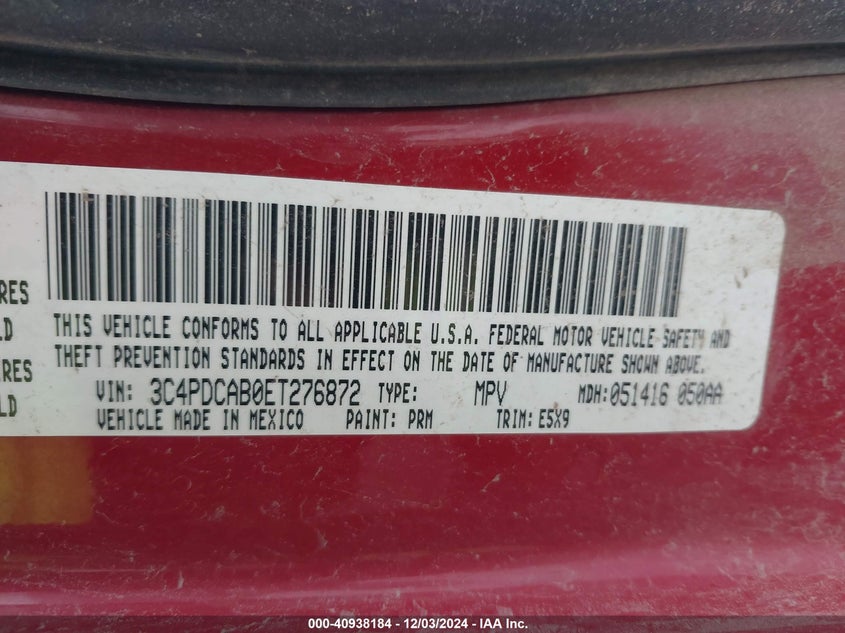 RES
LD
RES
LD
THIS VEHICLE CONFORMS TO ALL APPLICABLE U.S.A. FEDERAL MOTOR VEHICLE SAFETY AND
THEFT PREVENTION STANDARDS IN EFFECT ON THE DATE OF MANUFACTURE SHOWN ABOVE.
VIN: 3C4PDCAB0ET276872 TYPE: MPV MDH:051416 050AA
VEHICLE MADE IN MEXICO PAINT: PRM TRIM: E5X9
000-40938184 - 12/03/2024 - IAA Inc.